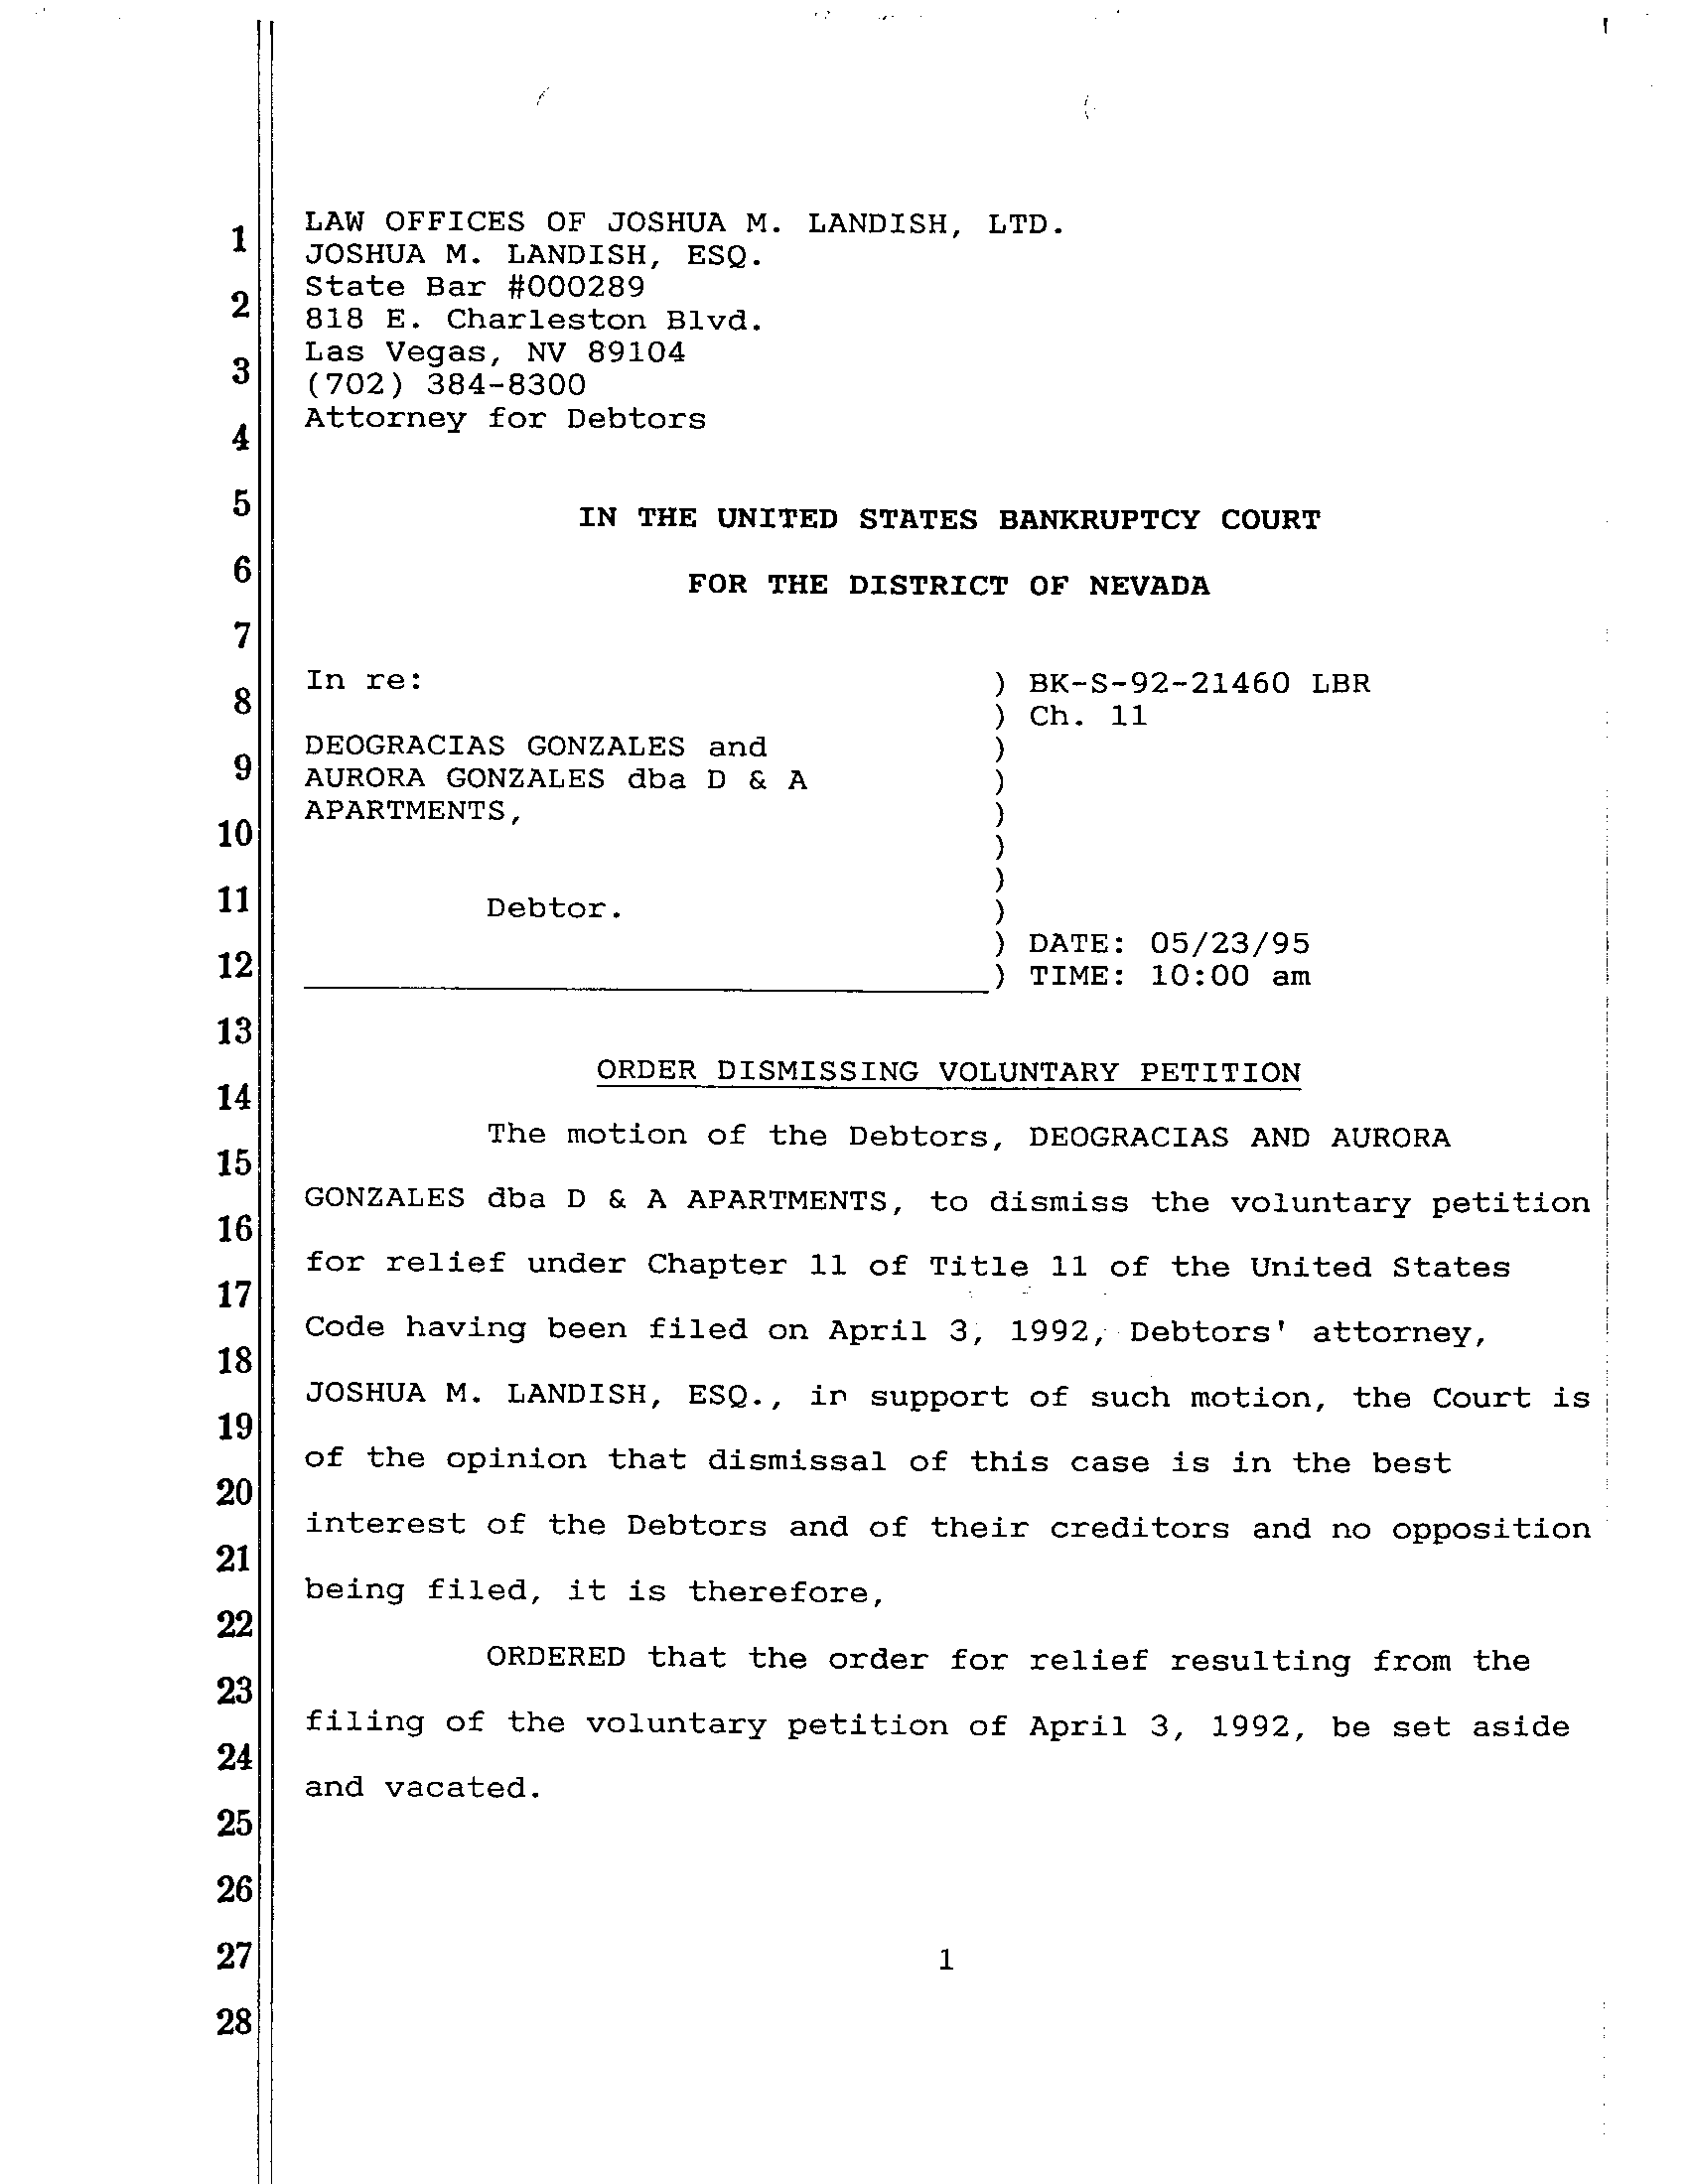 LAW OFFICES OF JOSHUA M. LANDISH, LTD.
1
JOSHUA M. LANDISH, ESQ.
State Bar #000289
2
818 E. Charleston Blvd.
Las Vegas, NV 89104
3
(702) 384-8300
Attorney for Debtors
4
5
IN THE UNITED STATES BANKRUPTCY COURT
6
FOR THE DISTRICT OF NEVADA
7
In re: ) BK-S-92-21460 LBR
8
) Ch. 11
DEOGRACIAS GONZALES and )
9
AURORA GONZALES dba D & A )
APARTMENTS, )
10
)
)
11
Debtor. )
) DATE: 05/23/95
12
) TIME: 10:00 am
13
ORDER DISMISSING VOLUNTARY PETITION
14
The motion of the Debtors, DEOGRACIAS AND AURORA
15
GONZALES dba D & A APARTMENTS, to dismiss the voluntary petition
16
for relief under Chapter 11 of Title 11 of the United States
17
Code having been filed on April 3, 1992, Debtors' attorney,
18
JOSHUA M. LANDISH, ESQ., in support of such motion, the Court is
19
of the opinion that dismissal of this case is in the best
20
interest of the Debtors and of their creditors and no opposition
21
being filed, it is therefore,
22
ORDERED that the order for relief resulting from the
23
filing of the voluntary petition of April 3, 1992, be set aside
24
and vacated.
25
26
27
1
28